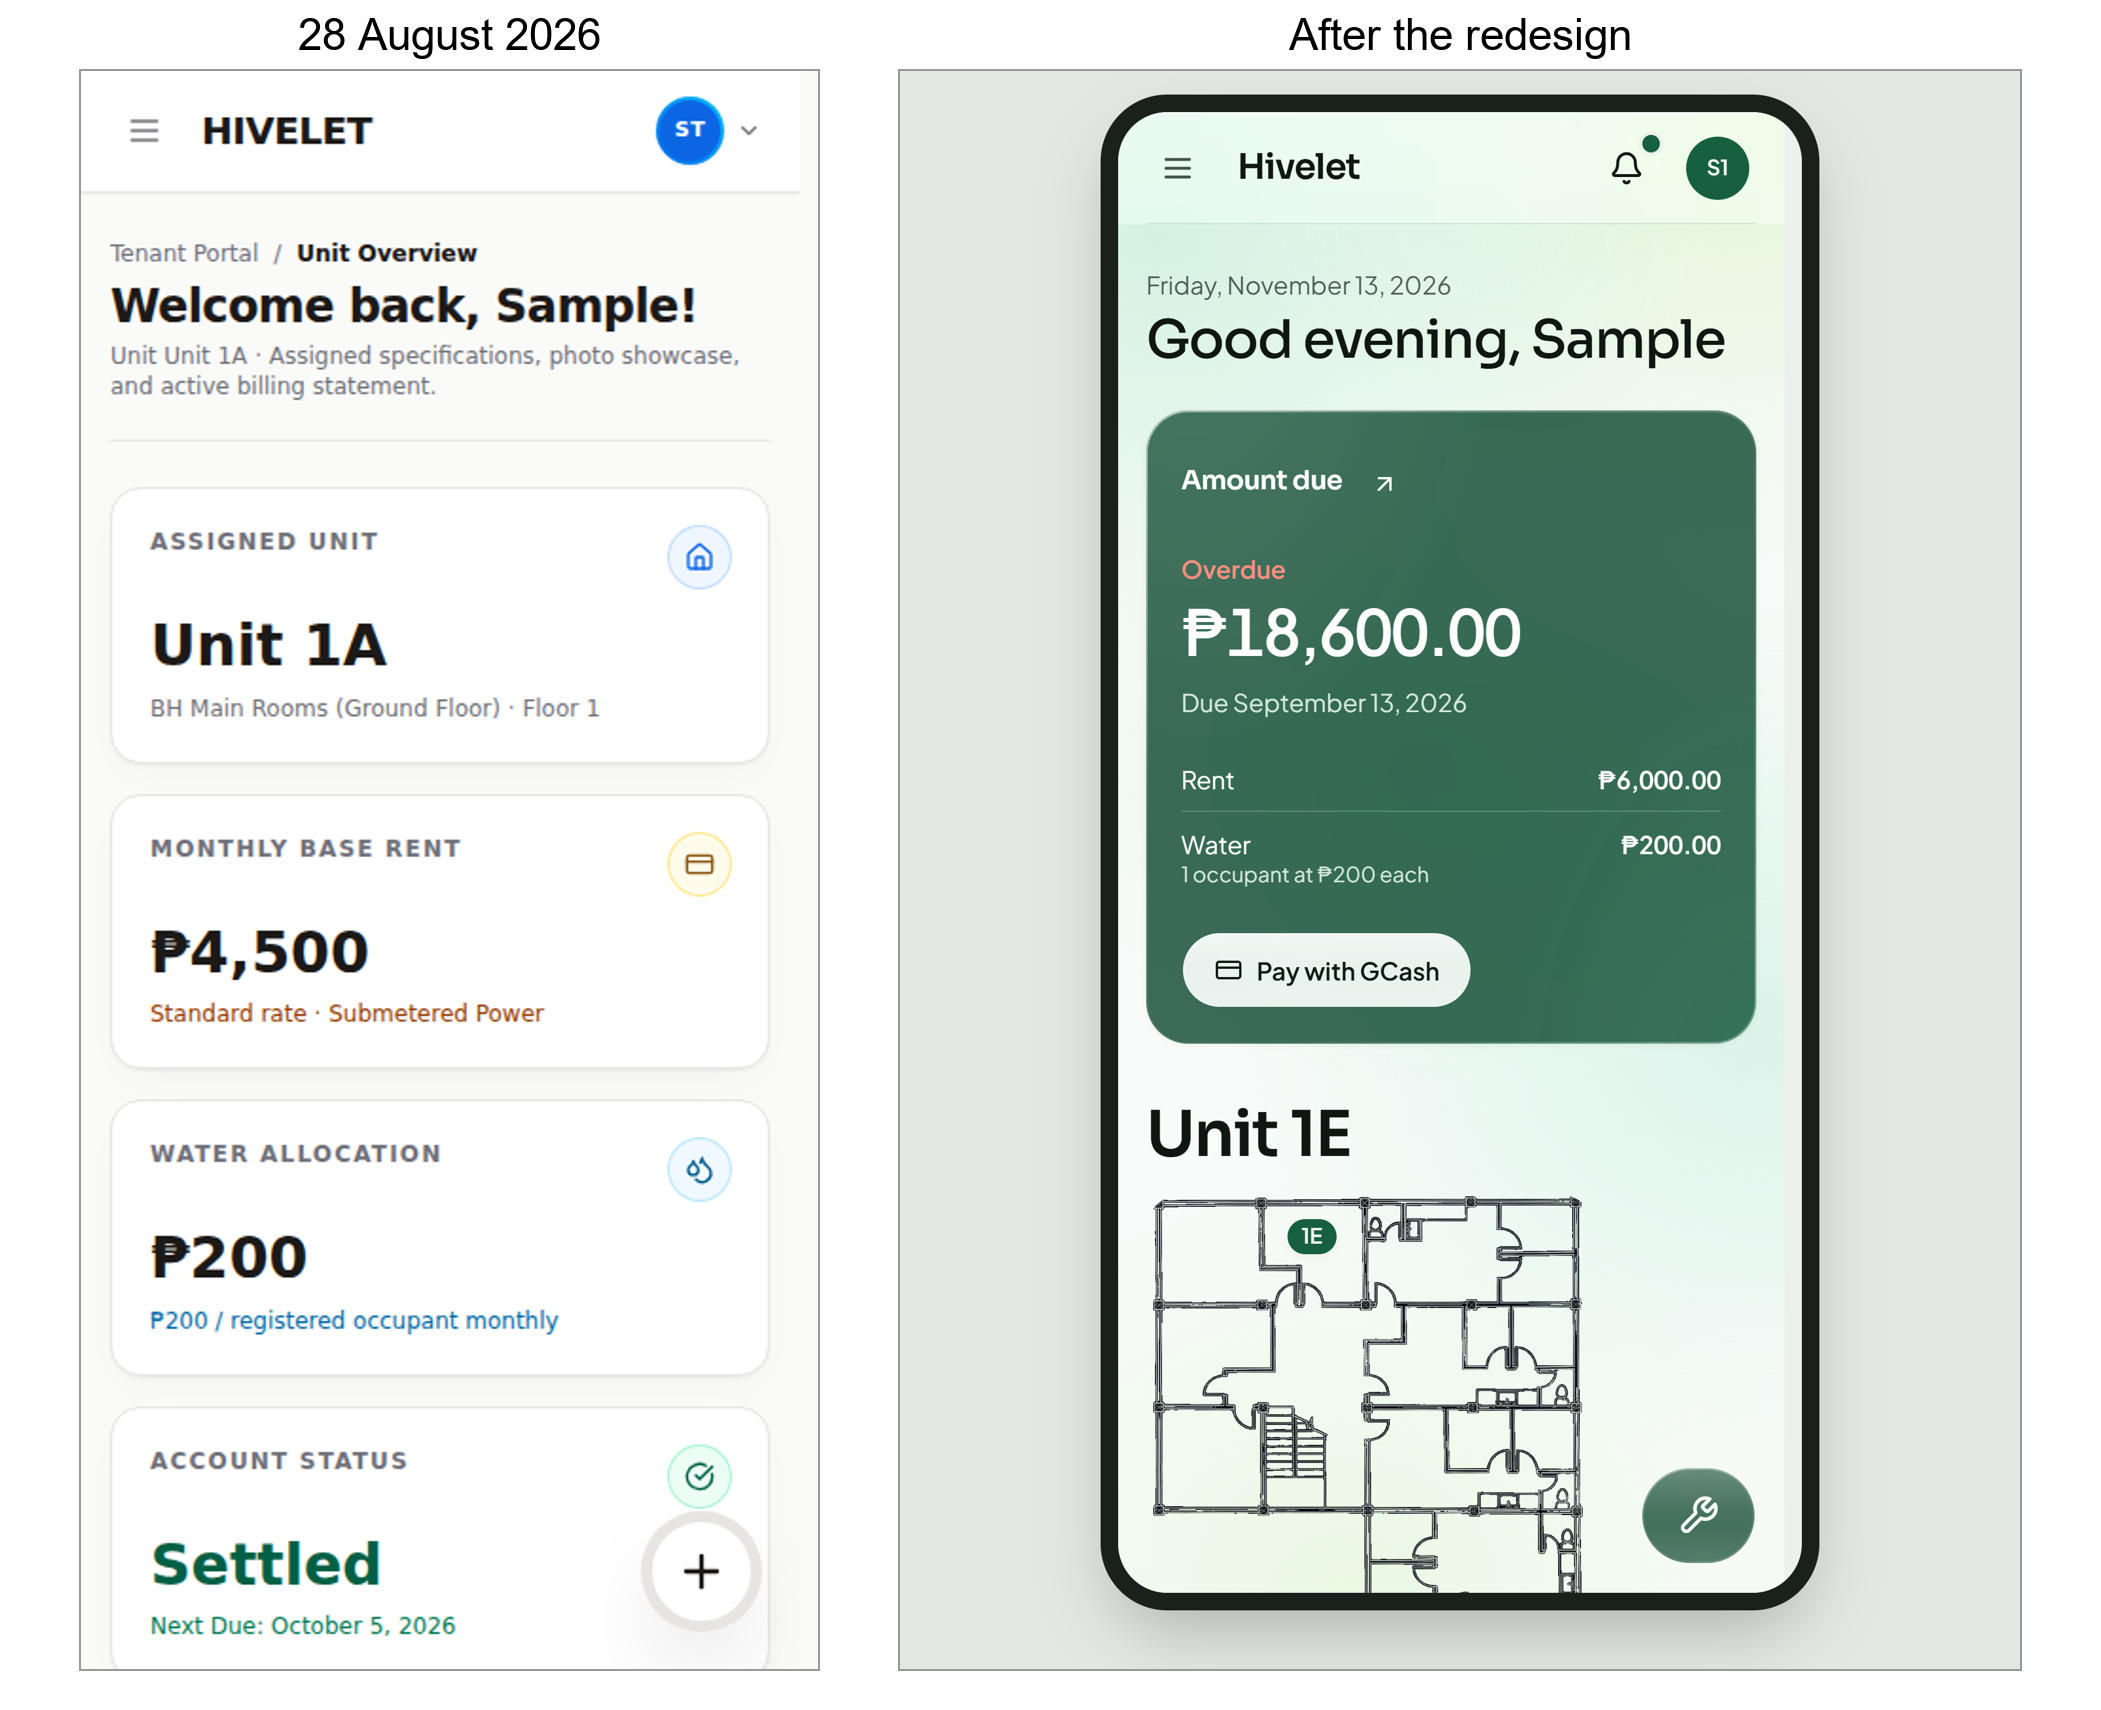 28 August 2026
HIVELET
ST
Tenant Portal / Unit Overview
Welcome back, Sample!
Unit Unit 1A · Assigned specifications, photo showcase,
and active billing statement.
ASSIGNED UNIT
Unit 1A
BH Main Rooms (Ground Floor) · Floor 1
MONTHLY BASE RENT
₱4,500
Standard rate · Submetered Power
WATER ALLOCATION
₱200
₱200 / registered occupant monthly
ACCOUNT STATUS
Settled
Next Due: October 5, 2026
After the redesign
Hivelet
S1
Friday, November 13, 2026
Good evening, Sample
Amount due
Overdue
₱18,600.00
Due September 13, 2026
Rent ₱6,000.00
Water ₱200.00
1 occupant at ₱200 each
Pay with GCash
Unit 1E
1E